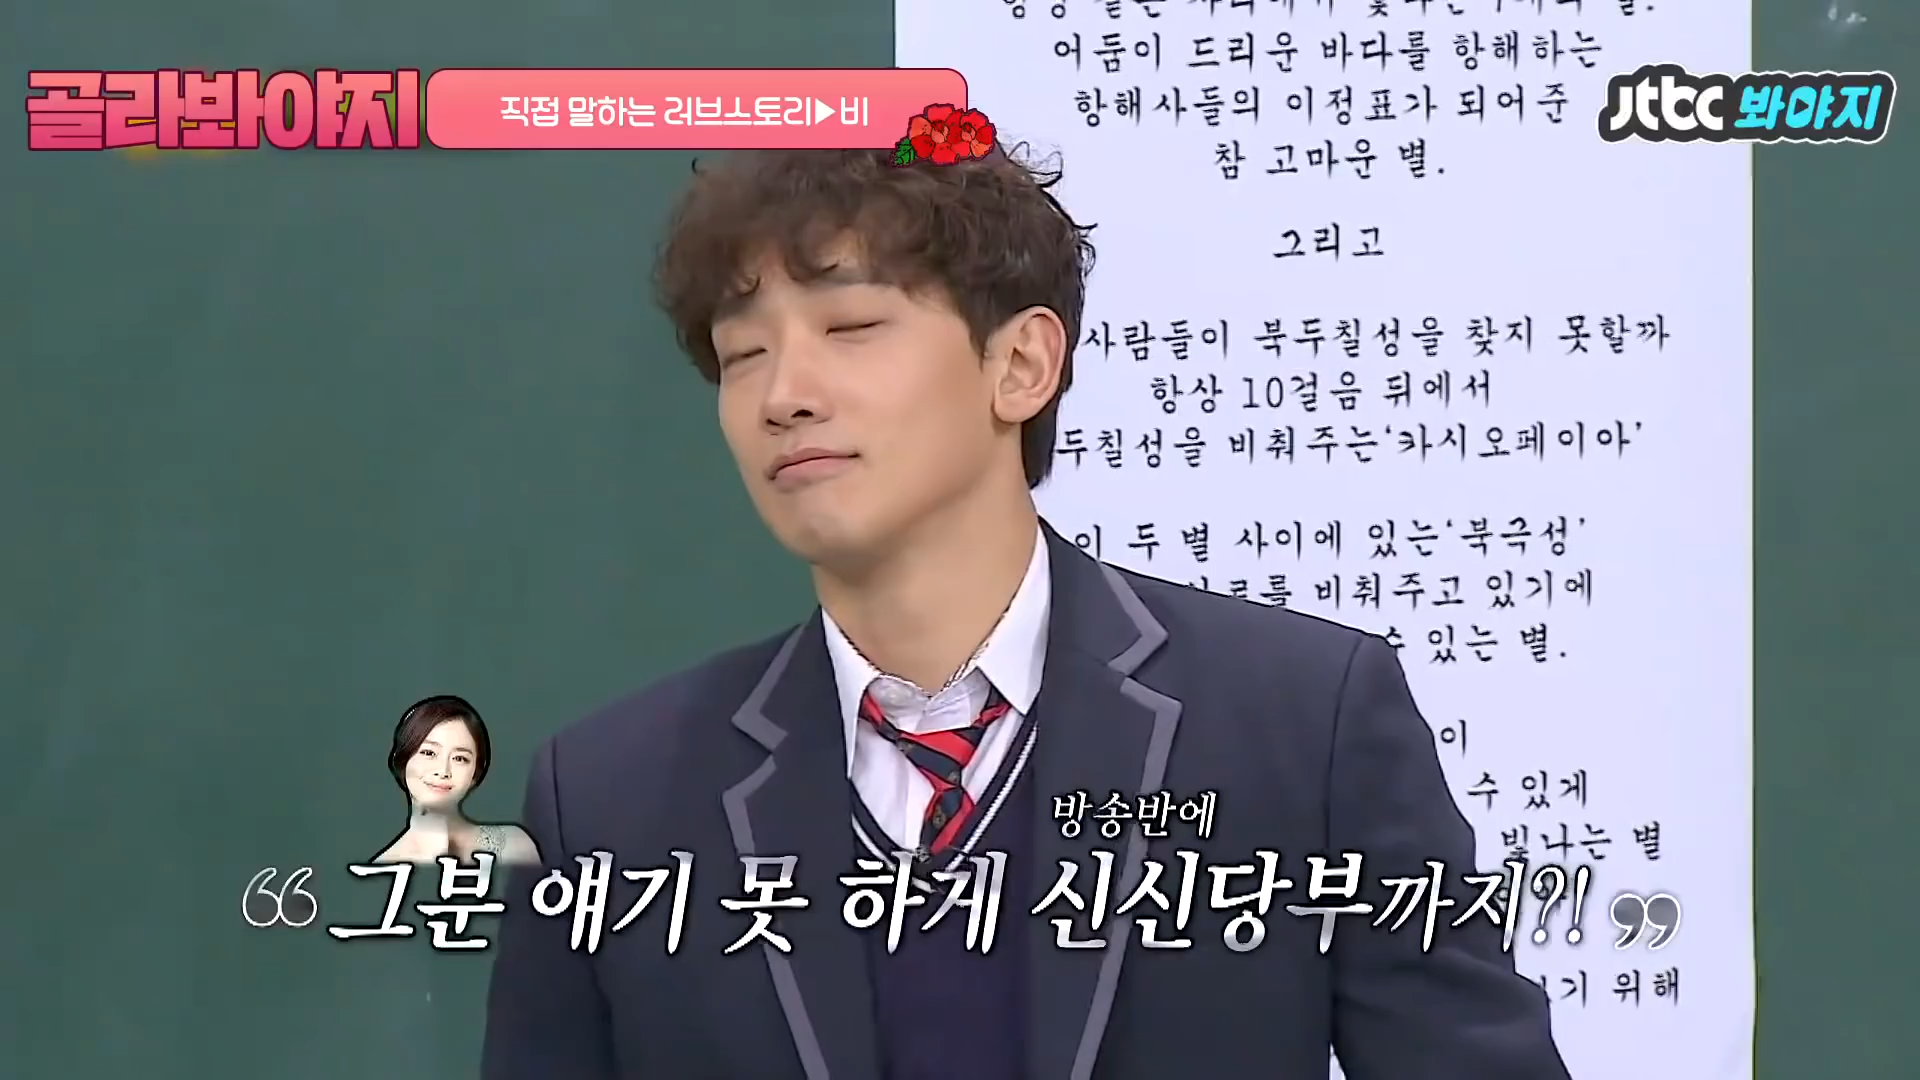 골라봐야지
직접 말하는 러브스토리▶비
jtbc 봐야지
어둠이 드리운 바다를 항해하는
항해사들의 이정표가 되어준
참 고마운 별.
그리고
사람들이 북두칠성을 찾지 못할까
항상 10걸음 뒤에서
두칠성을 비춰주는 '카시오페이아'
이 두 별 사이에 있는 '북극성'
비춰주고 있기에
수 있는 별.
이
수 있게
빛나는 별
기 위해
방송반에
“그분 얘기 못 하게 신신당부까지?!”